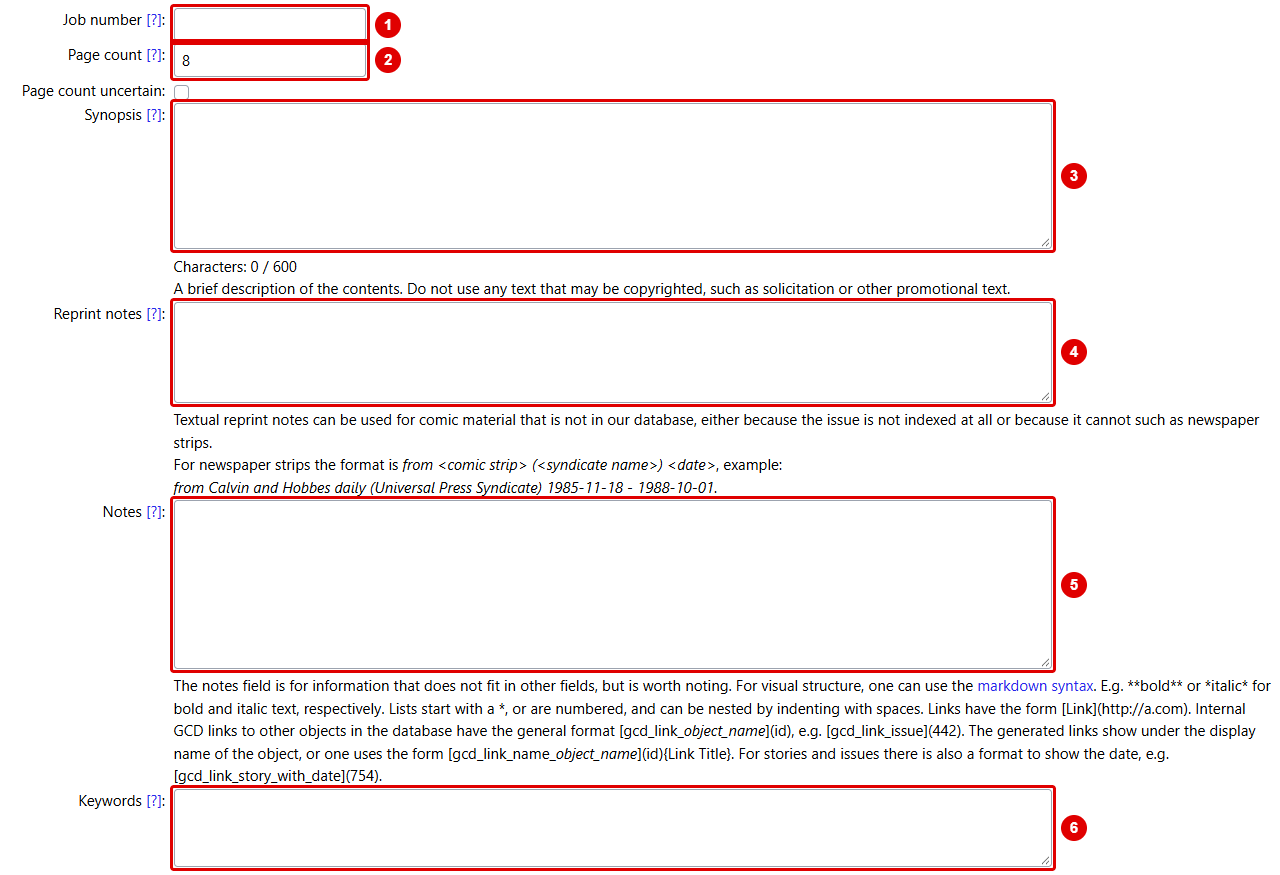 Job number [?]: 1
Page count [?]: 8 2
Page count uncertain:
Synopsis [?]: 3
Characters: 0 / 600
A brief description of the contents. Do not use any text that may be copyrighted, such as solicitation or other promotional text.
Reprint notes [?]: 4
Textual reprint notes can be used for comic material that is not in our database, either because the issue is not indexed at all or because it cannot such as newspaper
strips.
For newspaper strips the format is from <comic strip> (<syndicate name>) <date>, example:
from Calvin and Hobbes daily (Universal Press Syndicate) 1985-11-18 - 1988-10-01.
Notes [?]: 5
The notes field is for information that does not fit in other fields, but is worth noting. For visual structure, one can use the markdown syntax. E.g. **bold** or *italic* for
bold and italic text, respectively. Lists start with a *, or are numbered, and can be nested by indenting with spaces. Links have the form [Link](http://a.com). Internal
GCD links to other objects in the database have the general format [gcd_link_object_name](id), e.g. [gcd_link_issue](442). The generated links show under the display
name of the object, or one uses the form [gcd_link_name_object_name](id){Link Title}. For stories and issues there is also a format to show the date, e.g.
[gcd_link_story_with_date](754).
Keywords [?]: 6